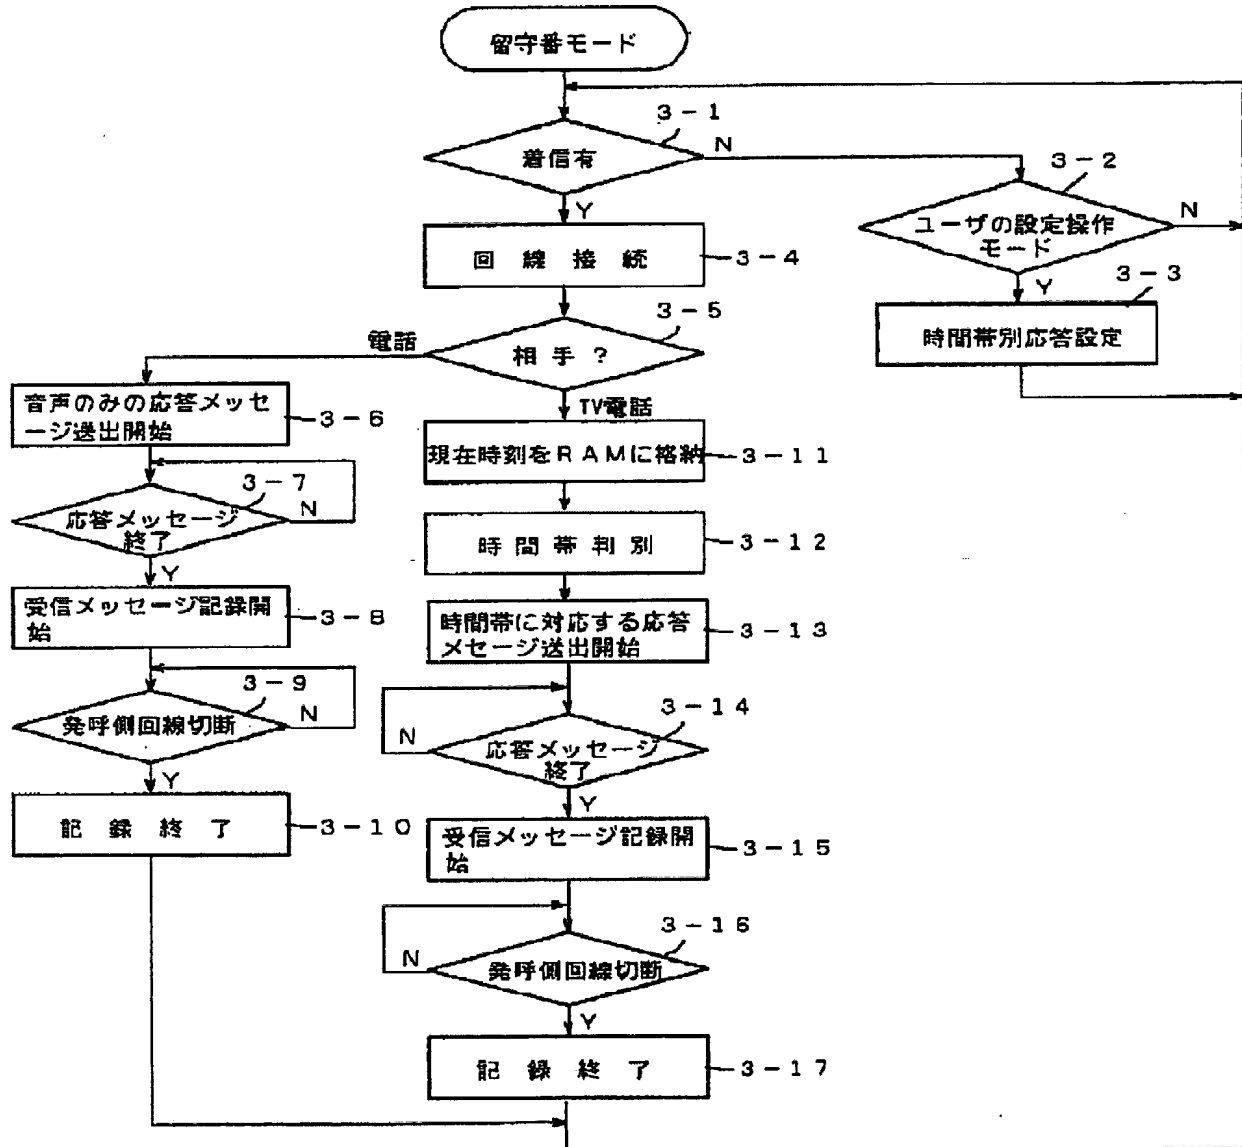 留守番モード
3-1
着信有
N
Y
3-2
ユーザの設定操作
モード
N
Y
回線接続
3-4
3-3
時間帯別応答設定
3-5
相手?
電話
TV電話
音声のみの応答メッセ
ージ送出開始
3-6
現在時刻をRAMに格納
3-11
3-7
応答メッセージ
終了
N
Y
時間帯判別
3-12
受信メッセージ記録開
始
3-8
時間帯に対応する応答
メセージ送出開始
3-13
3-9
発呼側回線切断
N
Y
3-14
応答メッセージ
終了
N
Y
記録終了
3-10
受信メッセージ記録開
始
3-15
3-16
発呼側回線切断
N
Y
記録終了
3-17